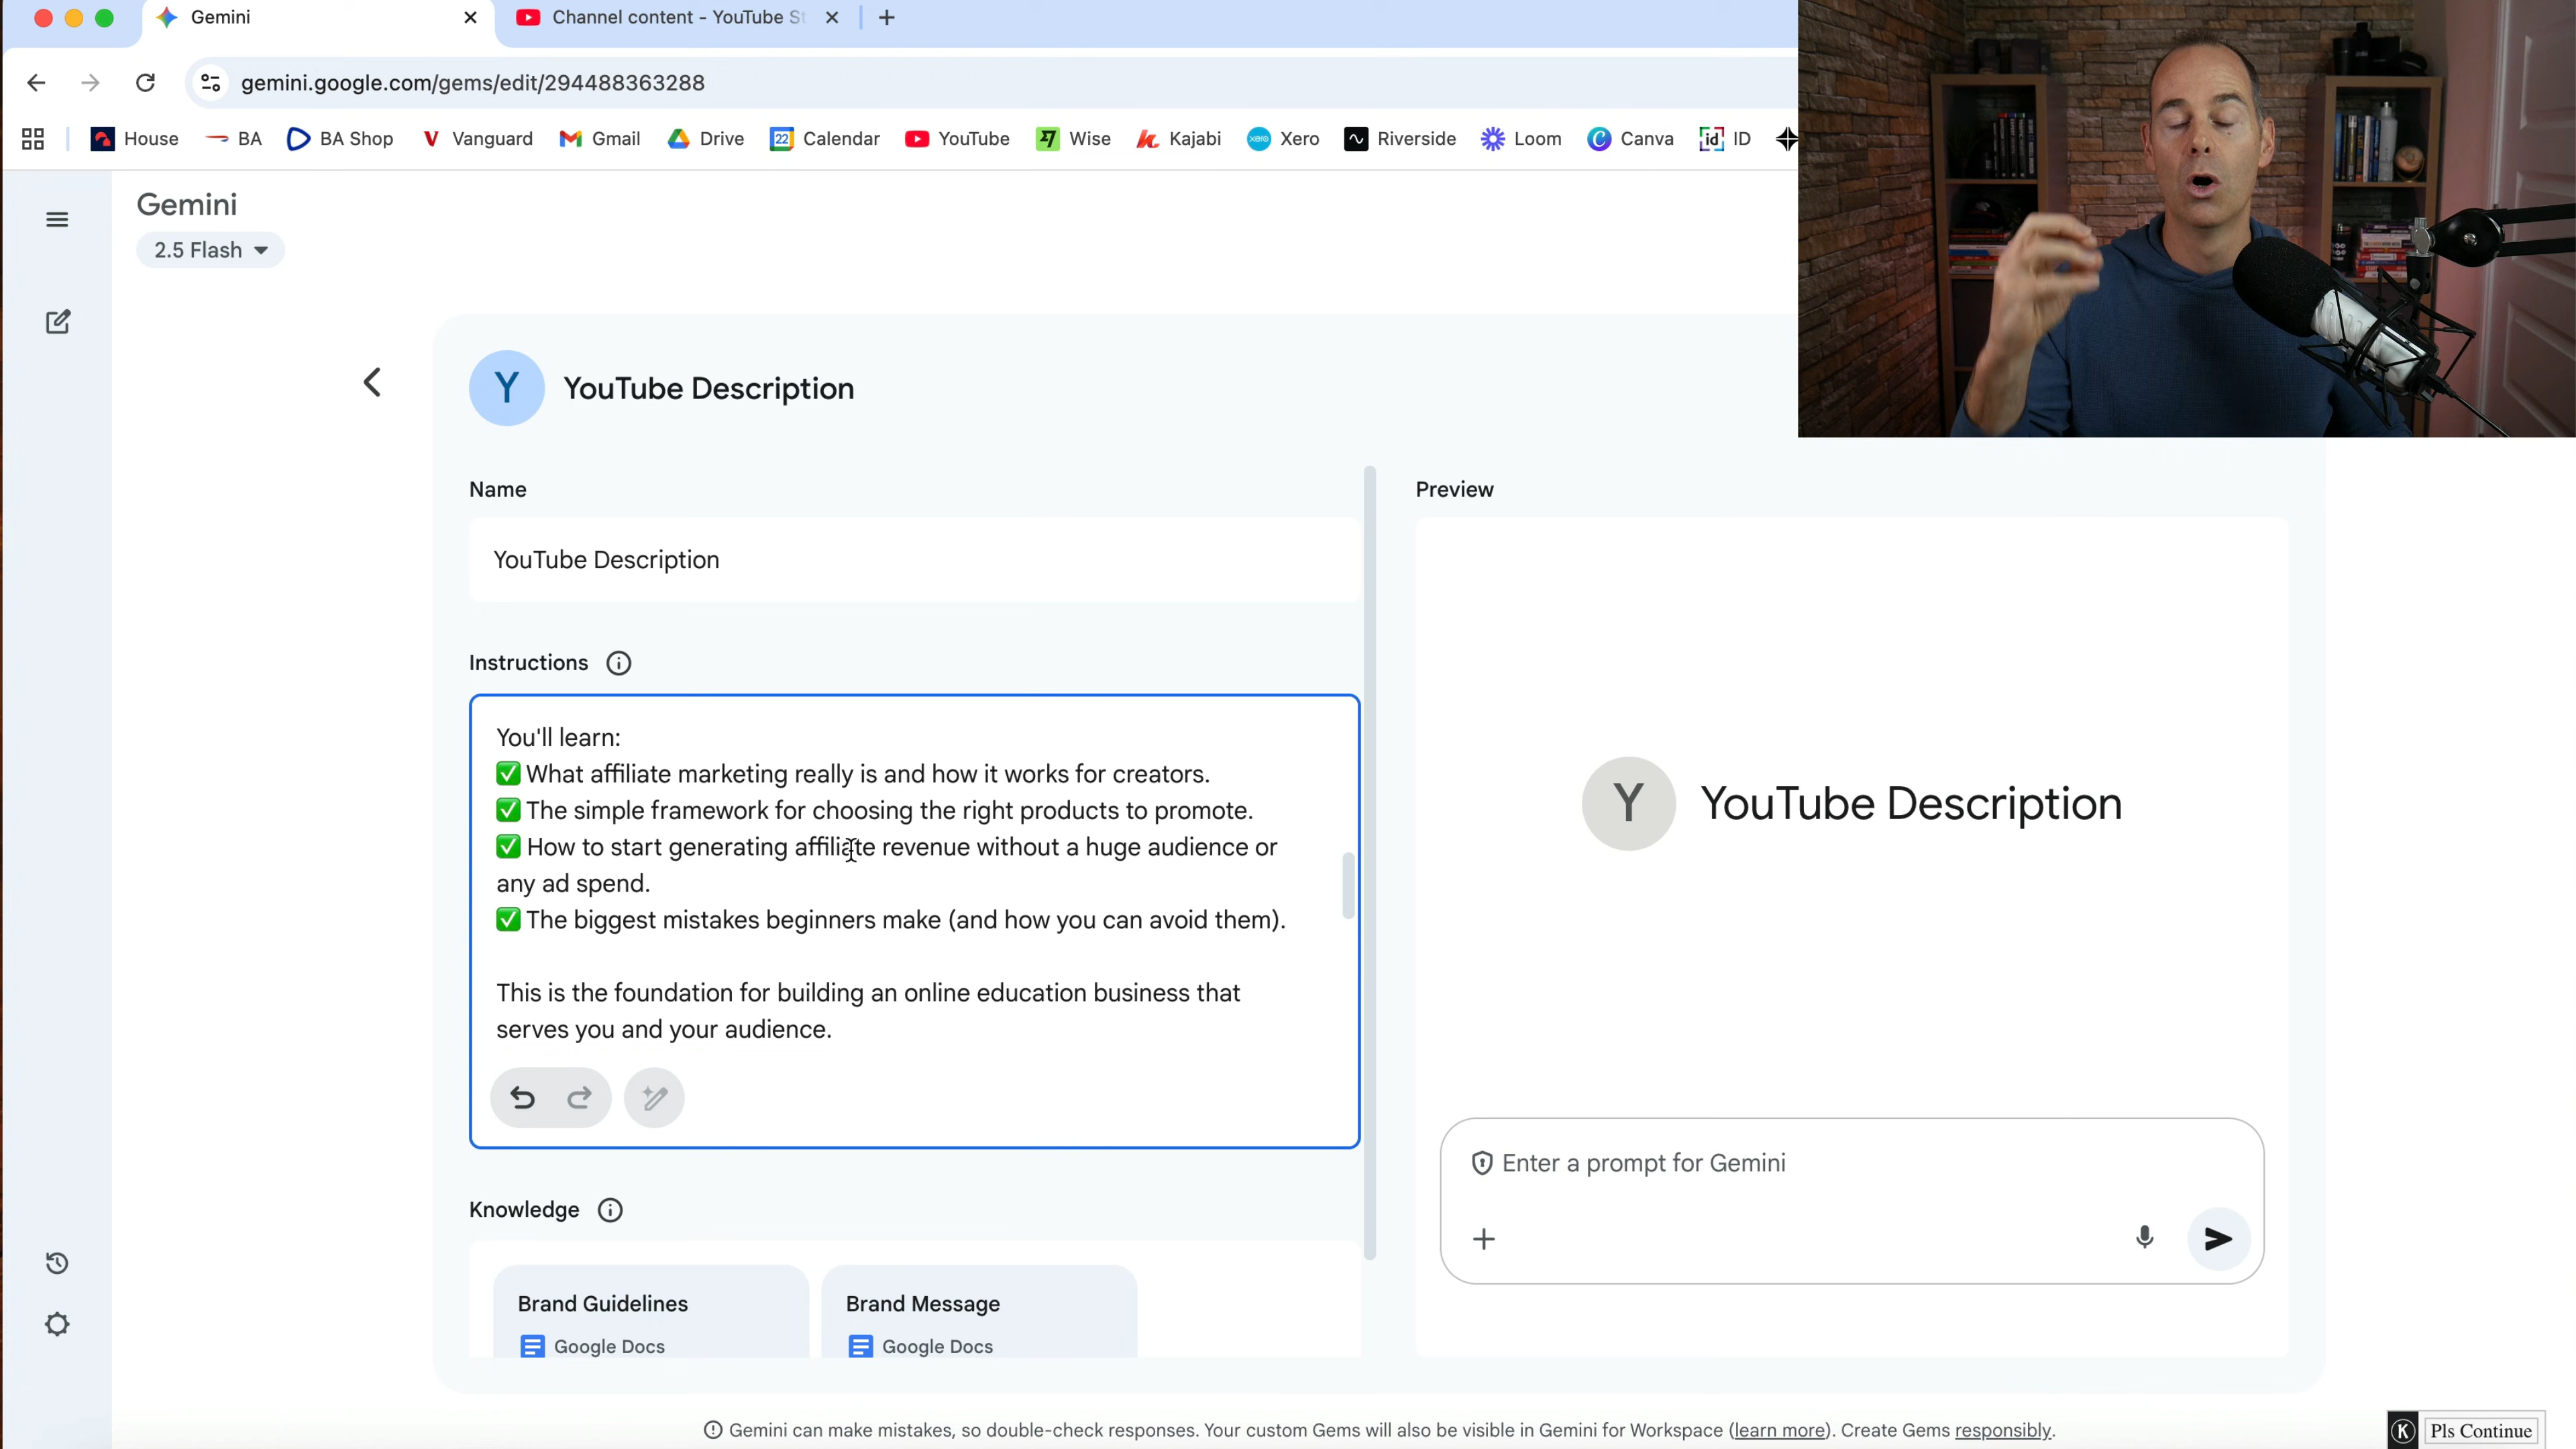 Gemini
Channel content - YouTube St
gemini.google.com/gems/edit/294488363288
House
BA
BA Shop
Vanguard
Gmail
Drive
22
Calendar
YouTube
Wise
Kajabi
xero
Xero
Riverside
Loom
Canva
id
ID
Gemini
2.5 Flash
Y
YouTube Description
Name
YouTube Description
Instructions
You'll learn:
✅ What affiliate marketing really is and how it works for creators.
✅ The simple framework for choosing the right products to promote.
✅ How to start generating affiliate revenue without a huge audience or
any ad spend.
✅ The biggest mistakes beginners make (and how you can avoid them).
This is the foundation for building an online education business that
serves you and your audience.
Knowledge
Brand Guidelines
Google Docs
Brand Message
Google Docs
Preview
Y
YouTube Description
Enter a prompt for Gemini
Gemini can make mistakes, so double-check responses. Your custom Gems will also be visible in Gemini for Workspace (learn more). Create Gems responsibly.
K
Pls Continue